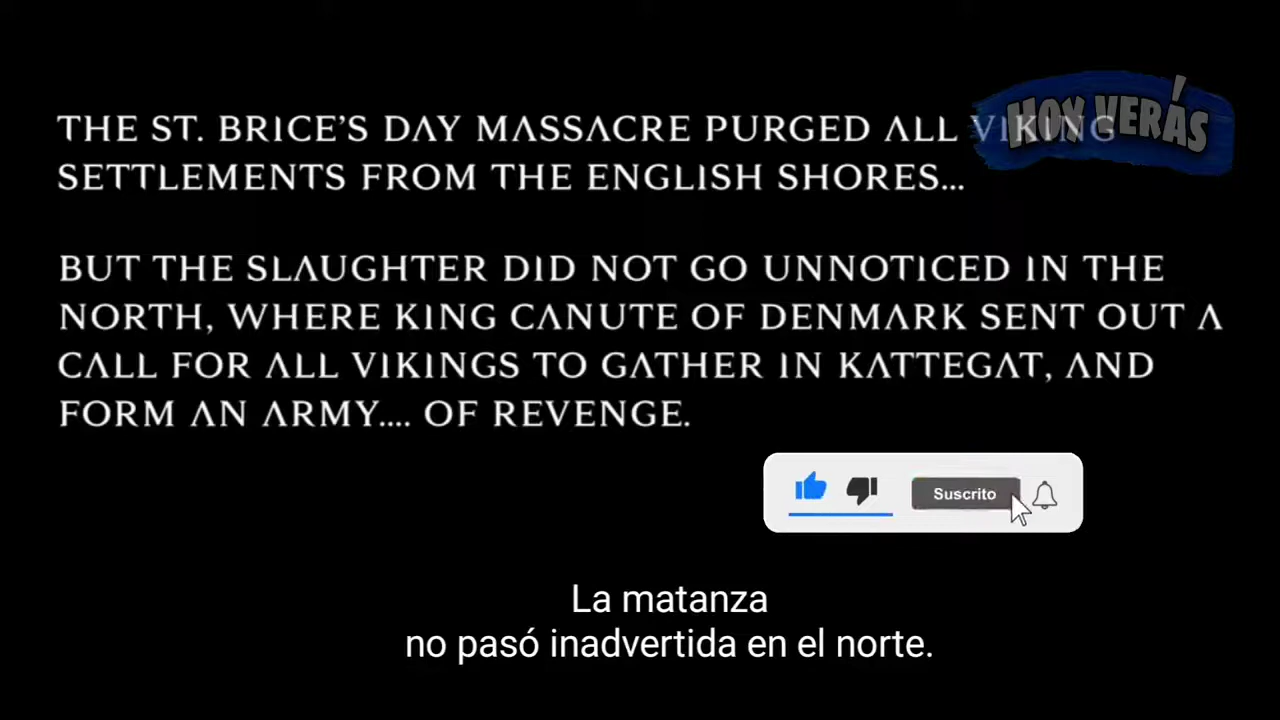 THE ST. BRICE'S DAY MASSACRE PURGED ALL VIKING
SETTLEMENTS FROM THE ENGLISH SHORES...
BUT THE SLAUGHTER DID NOT GO UNNOTICED IN THE
NORTH, WHERE KING CANUTE OF DENMARK SENT OUT A
CALL FOR ALL VIKINGS TO GATHER IN KATTEGAT, AND
FORM AN ARMY.... OF REVENGE.
Suscrito
La matanza
no pasó inadvertida en el norte.